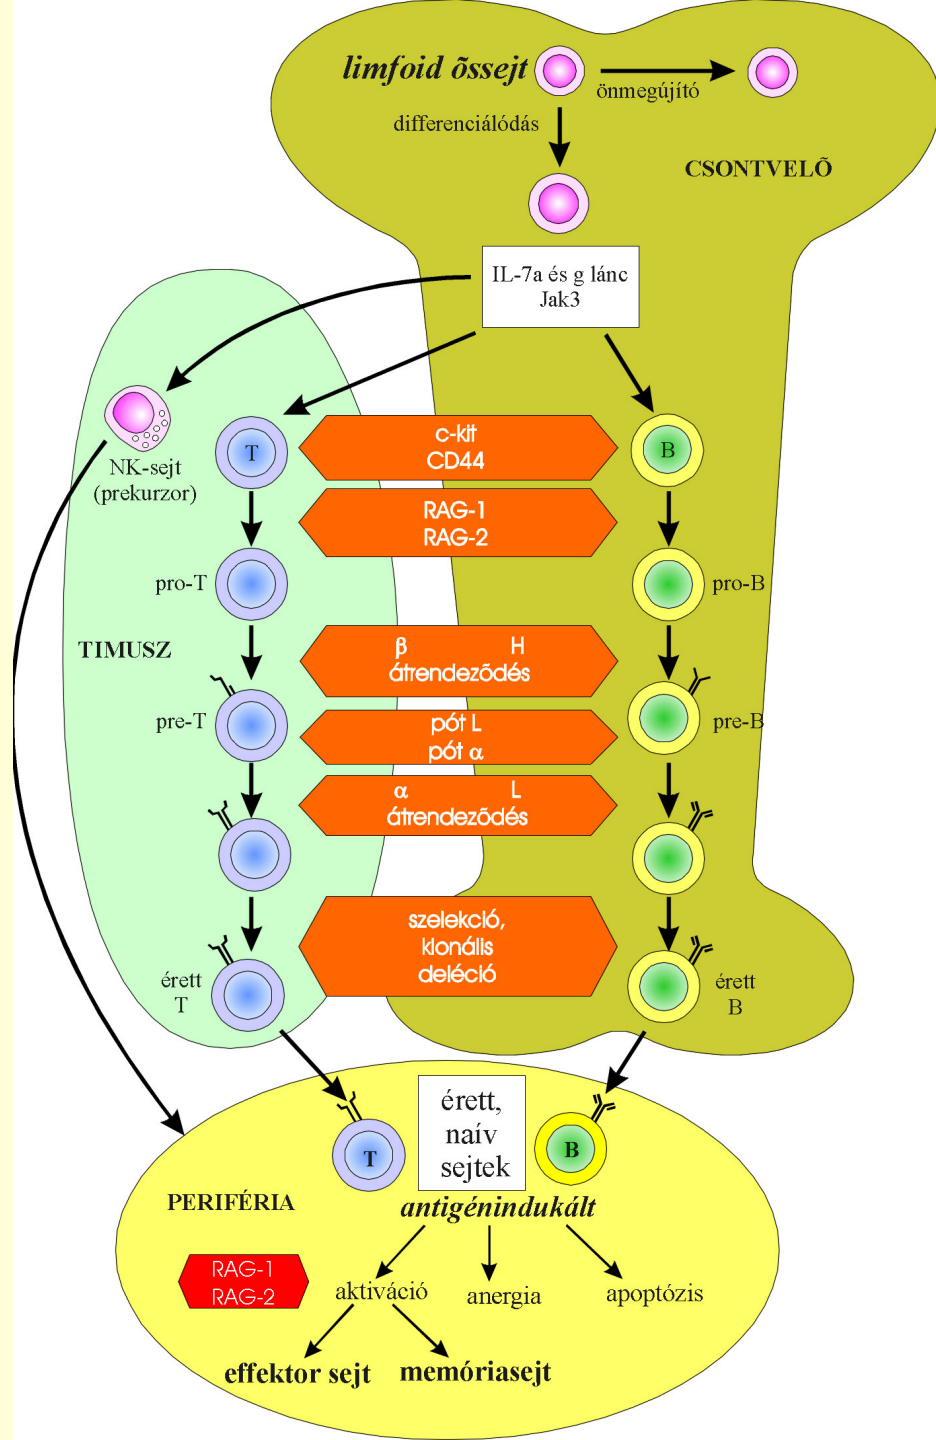 limfoid õssejt
önmegújító
differenciálódás
CSONTVELÕ
IL-7a és g lánc
Jak3
NK-sejt
(prekurzor)
T
c-kit
CD44
B
RAG-1
RAG-2
pro-T
pro-B
TIMUSZ
β H
átrendezõdés
pre-T
pót L
pót α
pre-B
α L
átrendezõdés
szelekció,
klonális
deléció
érett
T
érett
B
érett,
naív
sejtek
T
B
PERIFÉRIA
antigénindukált
RAG-1
RAG-2
aktiváció
anergia
apoptózis
effektor sejt
memóriasejt